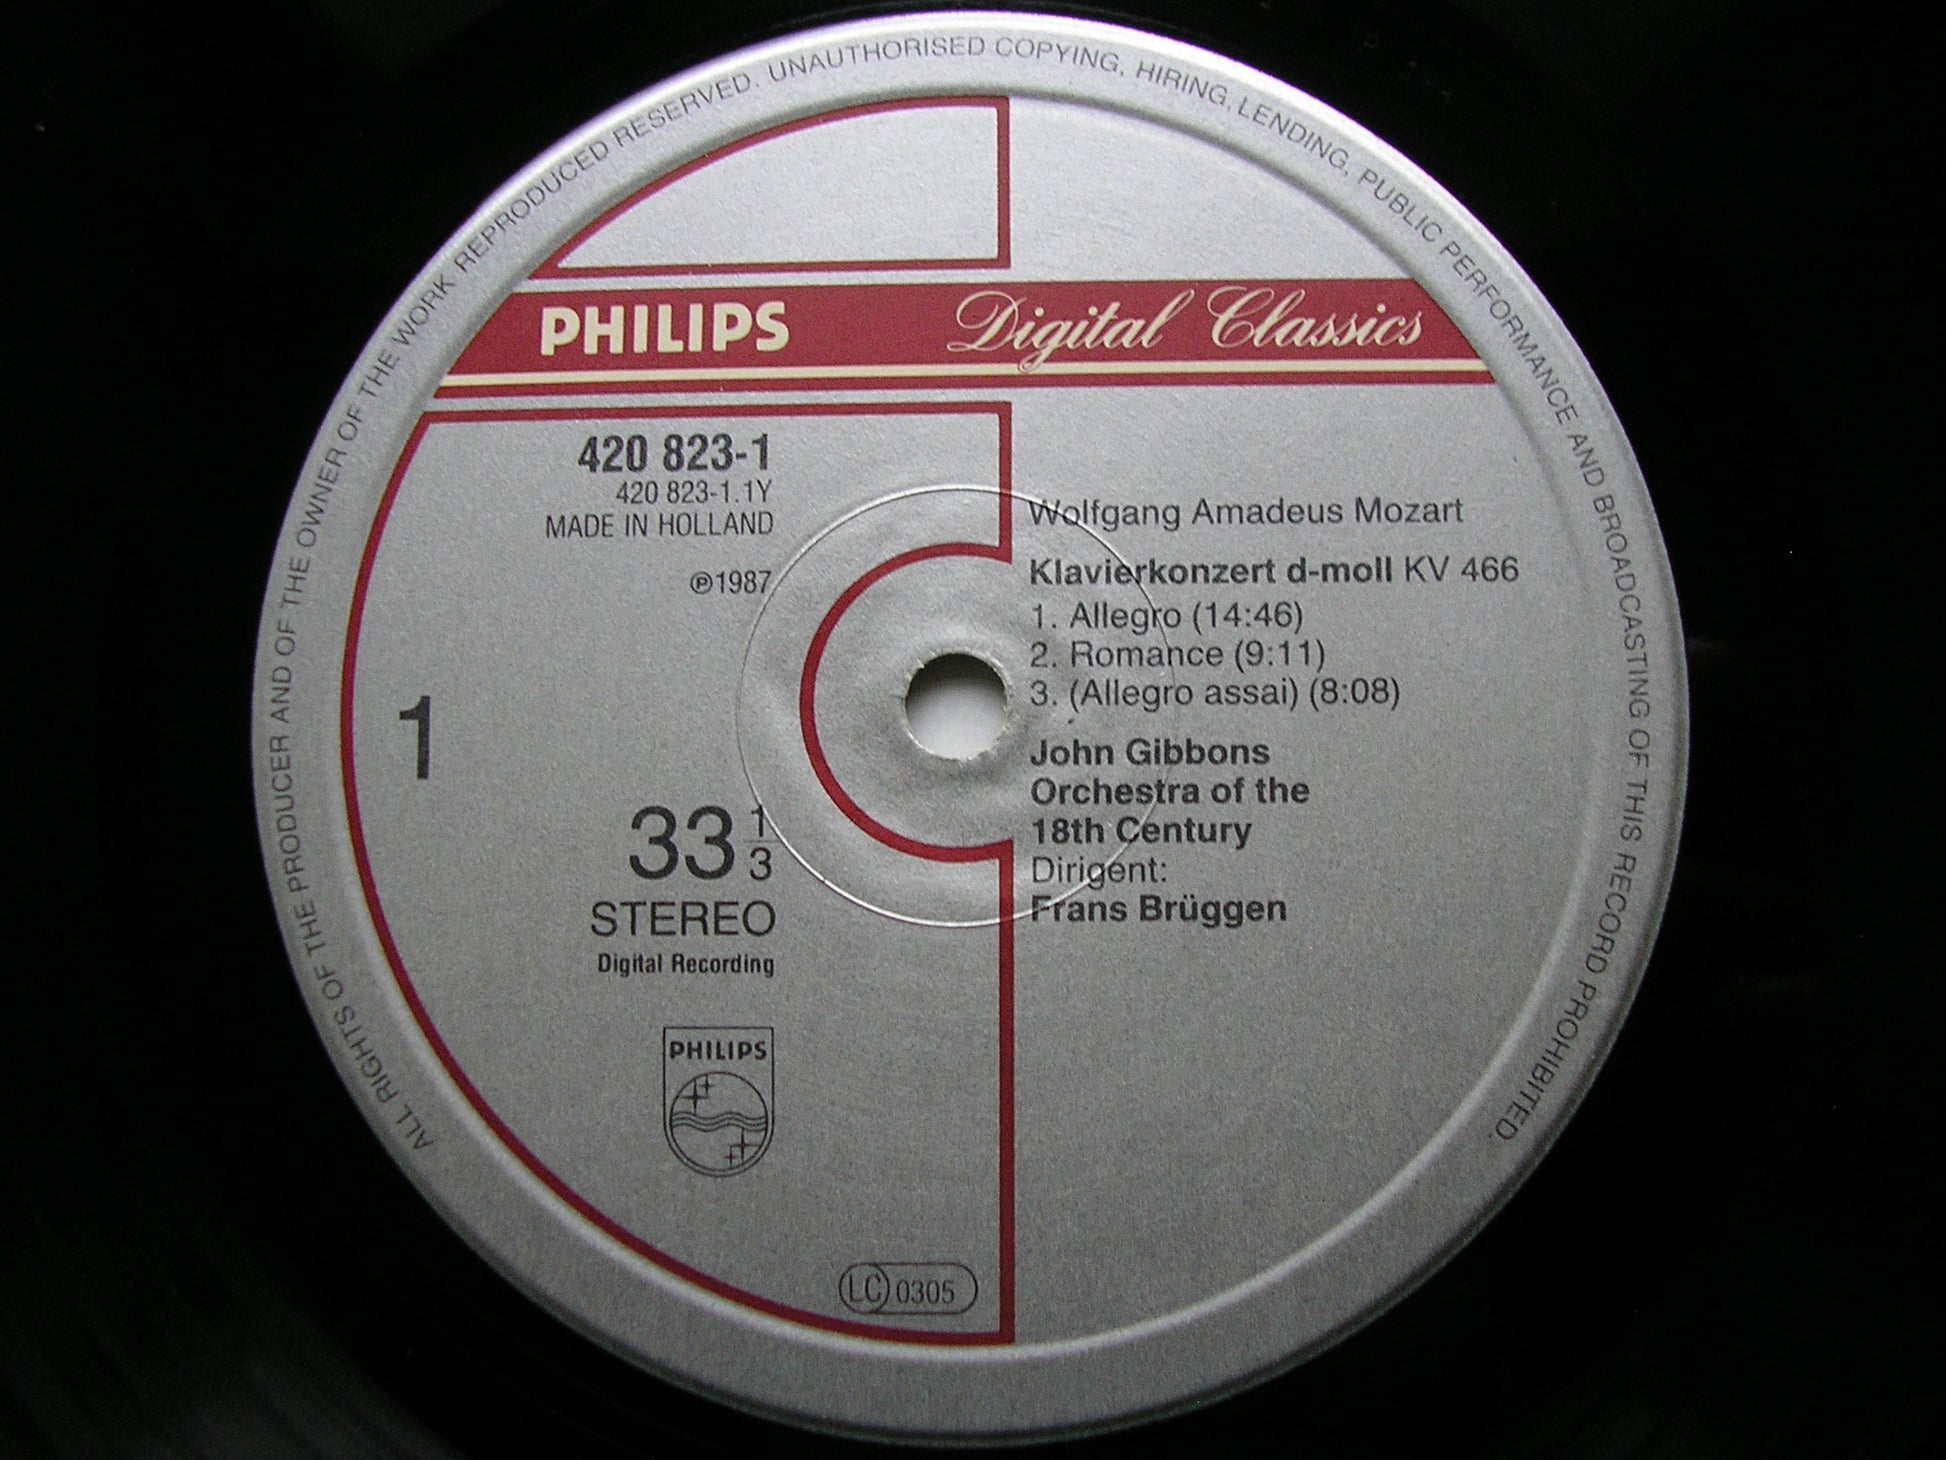 ALL RIGHTS OF THE PRODUCER AND OF THE OWNER OF THE WORK REPRODUCED RESERVED. UNAUTHORISED COPYING, HIRING, LENDING, PUBLIC PERFORMANCE AND BROADCASTING OF THIS RECORD PROHIBITED.
PHILIPS Digital Classics
420 823-1
420 823-1.1Y
MADE IN HOLLAND
℗1987
1
33 1/3
STEREO
Digital Recording
PHILIPS
LC 0305
Wolfgang Amadeus Mozart
Klavierkonzert d-moll KV 466
1. Allegro (14:46)
2. Romance (9:11)
3. (Allegro assai) (8:08)
John Gibbons
Orchestra of the
18th Century
Dirigent:
Frans Brüggen